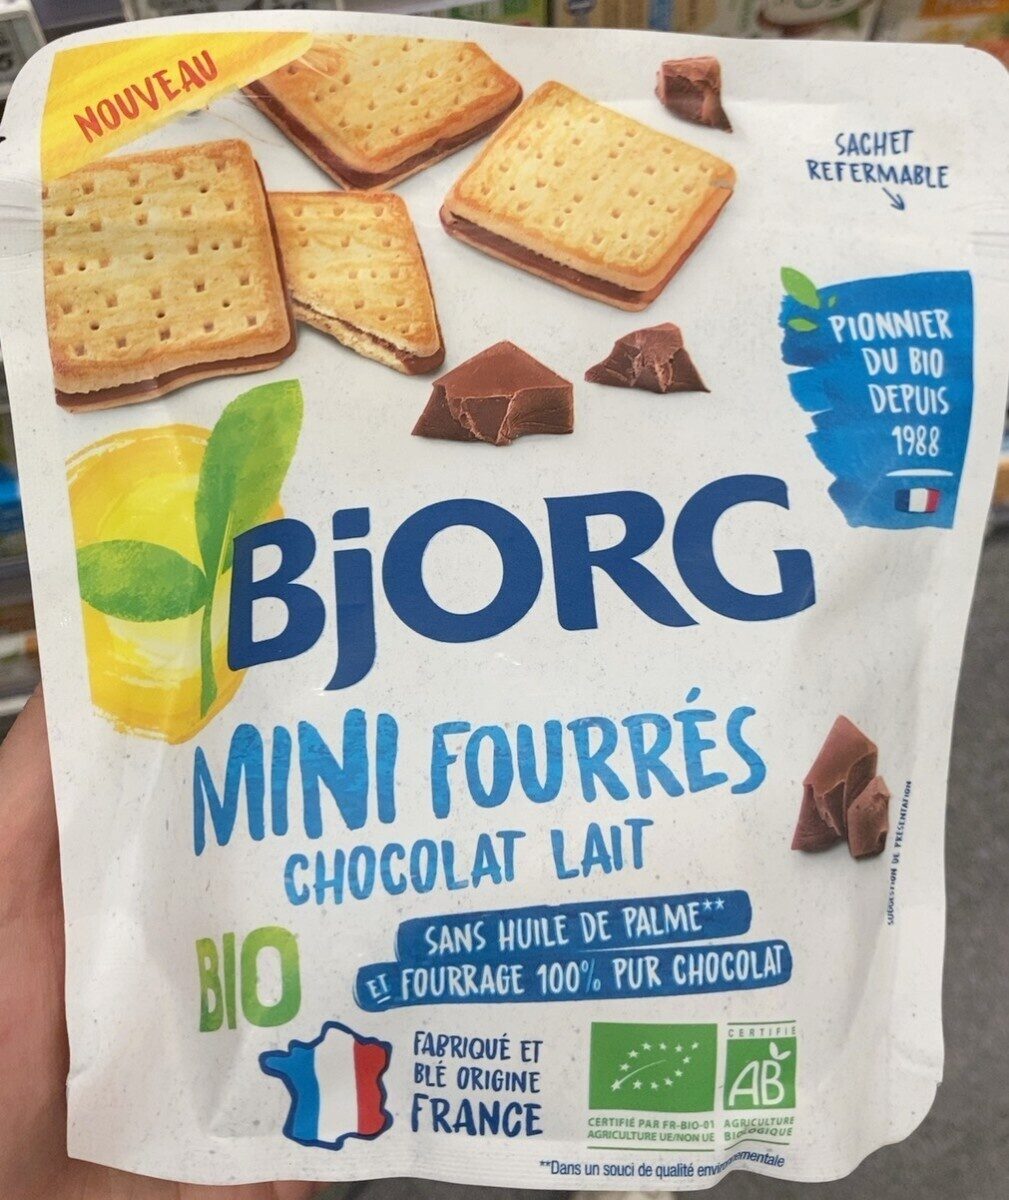 NOUVEAU
SACHET
REFERMABLE
PIONNIER
DU BIO
DEPUIS
1988
BjORG
MINI FOURRÉS
CHOCOLAT LAIT
SANS HUILE DE PALME**
ET FOURRAGE 100% PUR CHOCOLAT
BIO
FABRIQUÉ ET
BLÉ ORIGINE
FRANCE
CERTIFIÉ PAR FR-BIO-01
AGRICULTURE UE/NON UE
CERTIFIÉ
AB
AGRICULTURE
BIOLOGIQUE
SUGGESTION DE PRÉSENTATION
**Dans un souci de qualité environnementale